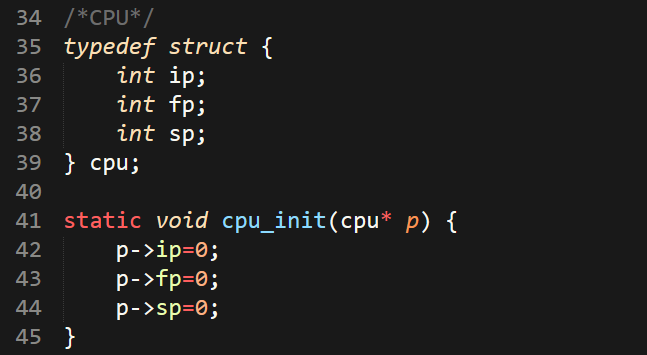 34 /*CPU*/
35 typedef struct {
36     int ip;
37     int fp;
38     int sp;
39 } cpu;
40
41 static void cpu_init(cpu* p) {
42     p->ip=0;
43     p->fp=0;
44     p->sp=0;
45 }